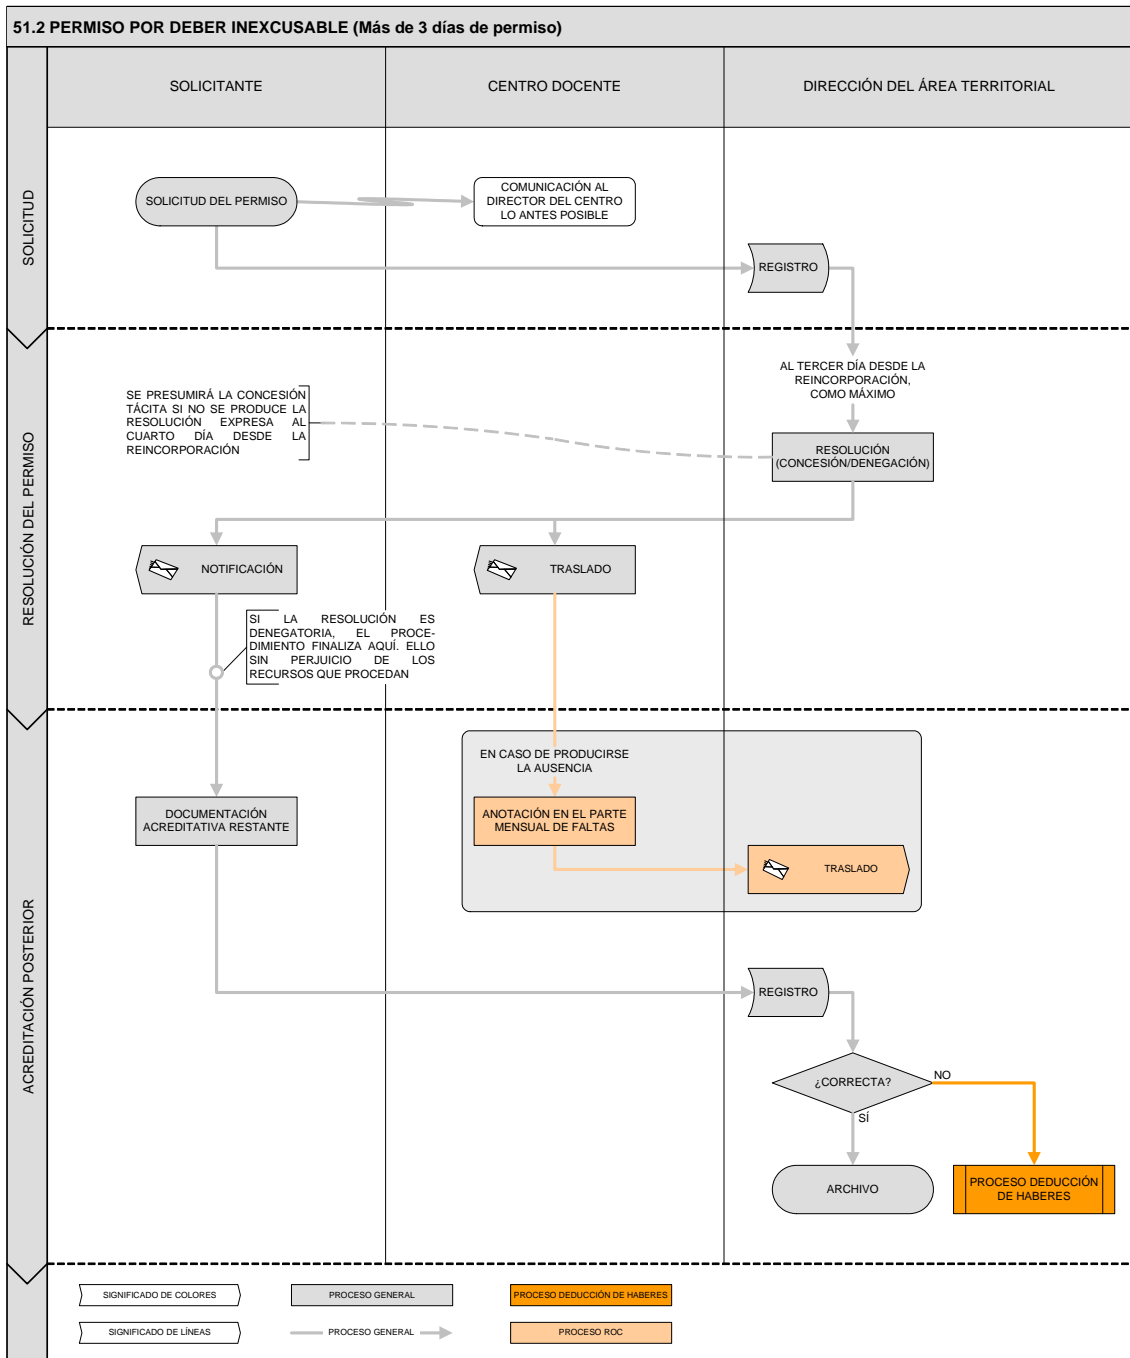 51.2 PERMISO POR DEBER INEXCUSABLE (Más de 3 días de permiso)
SOLICITANTE
CENTRO DOCENTE
DIRECCIÓN DEL ÁREA TERRITORIAL
SOLICITUD
SOLICITUD DEL PERMISO
COMUNICACIÓN AL
DIRECTOR DEL CENTRO
LO ANTES POSIBLE
REGISTRO
RESOLUCIÓN DEL PERMISO
AL TERCER DÍA DESDE LA
REINCORPORACIÓN,
COMO MÁXIMO
SE PRESUMIRÁ LA CONCESIÓN
TÁCITA SI NO SE PRODUCE LA
RESOLUCIÓN EXPRESA AL
CUARTO DÍA DESDE LA
REINCORPORACIÓN
RESOLUCIÓN
(CONCESIÓN/DENEGACIÓN)
NOTIFICACIÓN
TRASLADO
SI LA RESOLUCIÓN ES
DENEGATORIA, EL PROCE-
DIMIENTO FINALIZA AQUÍ. ELLO
SIN PERJUICIO DE LOS
RECURSOS QUE PROCEDAN
ACREDITACIÓN POSTERIOR
EN CASO DE PRODUCIRSE
LA AUSENCIA
DOCUMENTACIÓN
ACREDITATIVA RESTANTE
ANOTACIÓN EN EL PARTE
MENSUAL DE FALTAS
TRASLADO
REGISTRO
¿CORRECTA?
NO
SÍ
ARCHIVO
PROCESO DEDUCCIÓN
DE HABERES
SIGNIFICADO DE COLORES
PROCESO GENERAL
PROCESO DEDUCCIÓN DE HABERES
SIGNIFICADO DE LÍNEAS
PROCESO GENERAL
PROCESO ROC